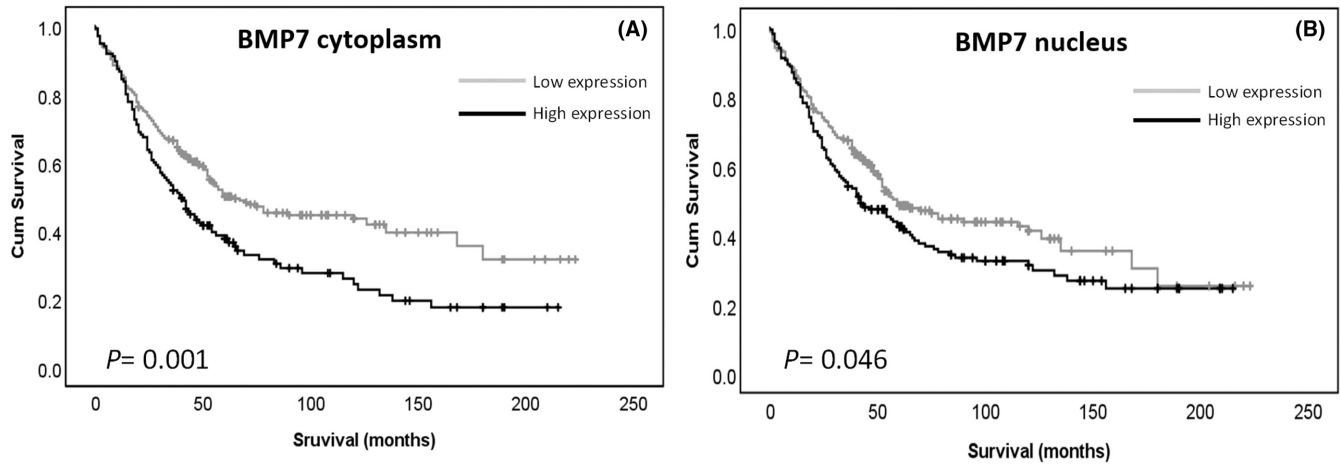 BMP7 cytoplasm
(A)
Low expression
High expression
Cum Survival
1.0
0.8
0.6
0.4
0.2
0.0
P= 0.001
0 50 100 150 200 250
Sruvival (months)
BMP7 nucleus
(B)
Low expression
High expression
Cum Survival
1.0
0.8
0.6
0.4
0.2
0.0
P= 0.046
0 50 100 150 200 250
Survival (months)